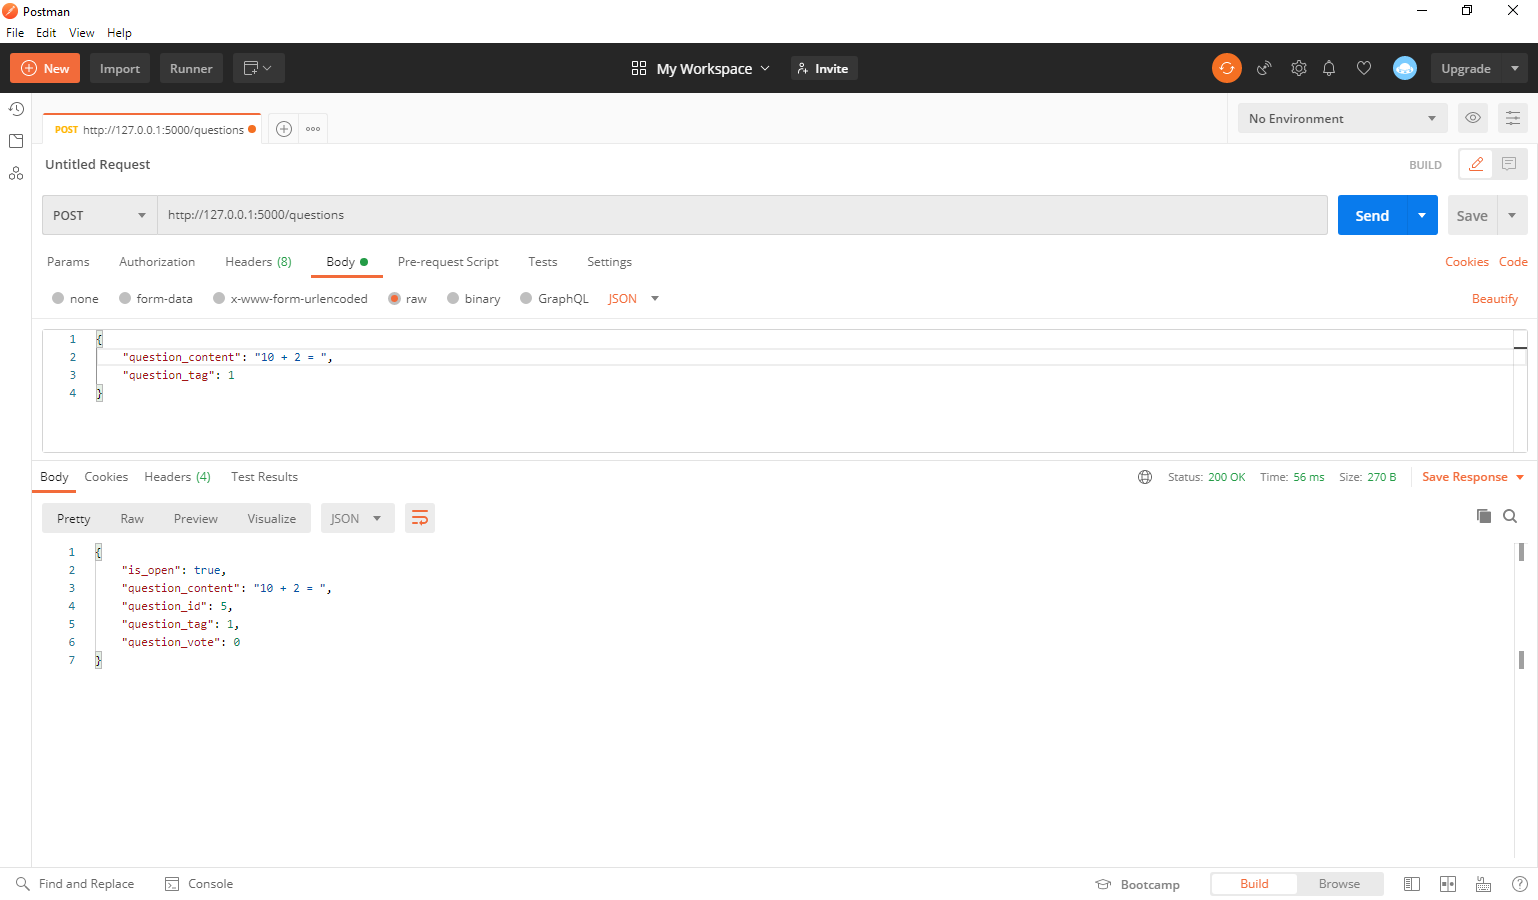 Postman
File Edit View Help
New Import Runner My Workspace Invite Upgrade
POST http://127.0.0.1:5000/questions No Environment
Untitled Request BUILD
POST http://127.0.0.1:5000/questions Send Save
Params Authorization Headers (8) Body Pre-request Script Tests Settings Cookies Code
none form-data x-www-form-urlencoded raw binary GraphQL JSON Beautify
1 {
2 "question_content": "10 + 2 = ",
3 "question_tag": 1
4 }
Body Cookies Headers (4) Test Results Status: 200 OK Time: 56 ms Size: 270 B Save Response
Pretty Raw Preview Visualize JSON
1 {
2 "is_open": true,
3 "question_content": "10 + 2 = ",
4 "question_id": 5,
5 "question_tag": 1,
6 "question_vote": 0
7 }
Find and Replace Console Bootcamp Build Browse